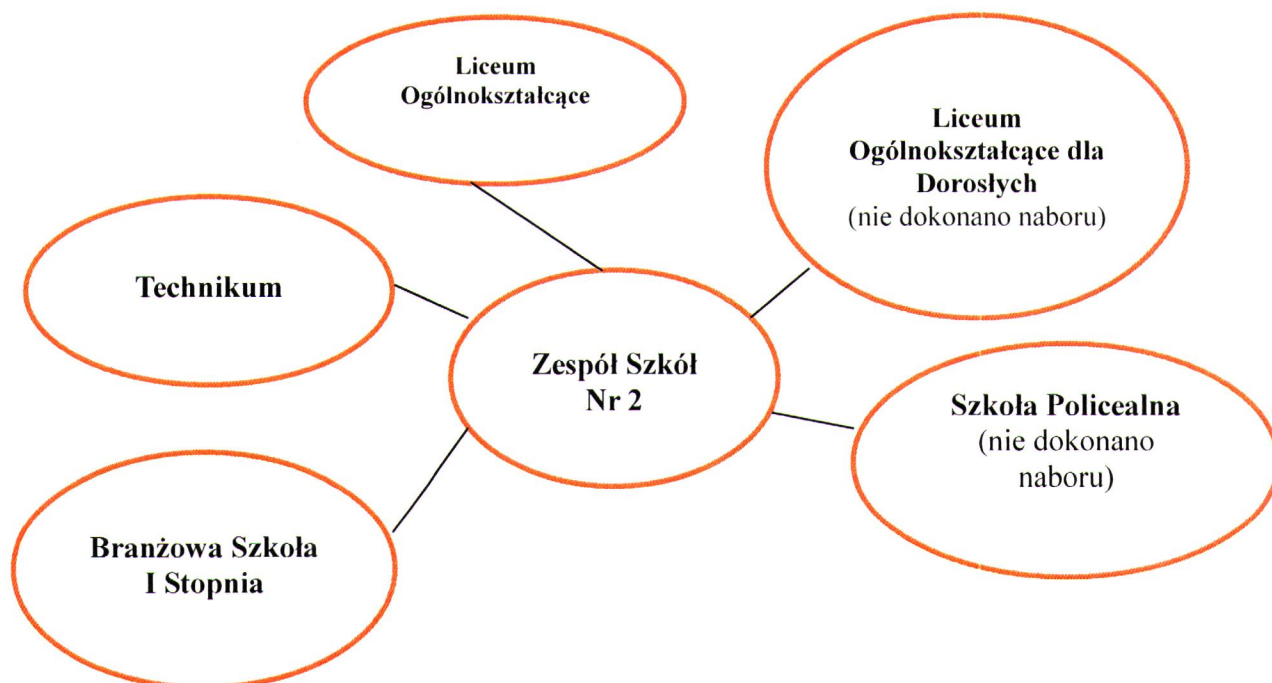 Liceum
Ogólnokształcące
Liceum
Ogólnokształcące dla
Dorosłych
(nie dokonano naboru)
Technikum
Zespół Szkół
Nr 2
Szkoła Policealna
(nie dokonano
naboru)
Branżowa Szkoła
I Stopnia